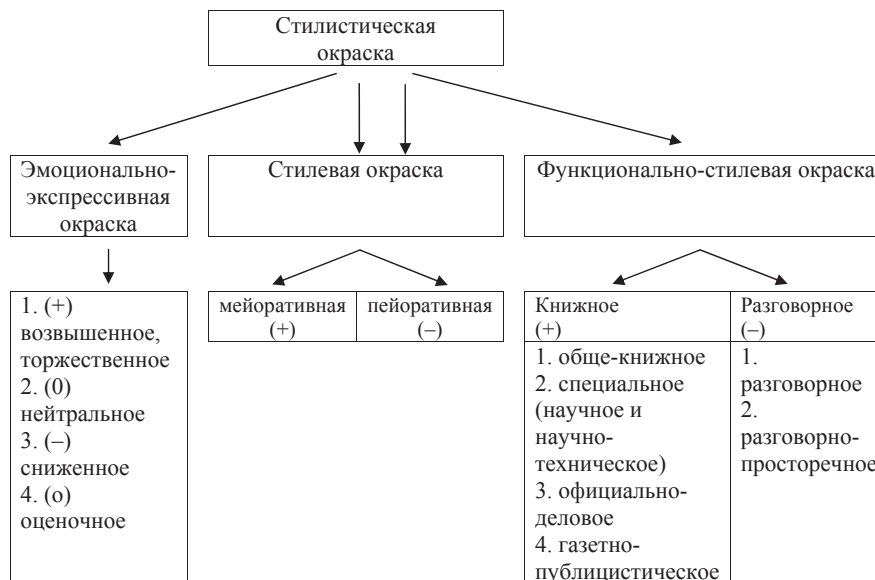 Стилистическая
окраска
Эмоционально-
экспрессивная
окраска
Стилевая окраска
Функционально-стилевая окраска
1. (+)
возвышенное,
торжественное
2. (0)
нейтральное
3. (–)
сниженное
4. (о)
оценочное
мейоративная
(+)
пейоративная
(–)
Книжное
(+)
Разговорное
(–)
1. обще-книжное
2. специальное
(научное и
научно-
техническое)
3. официально-
деловое
4. газетно-
публицистическое
1.
разговорное
2.
разговорно-
просторечное